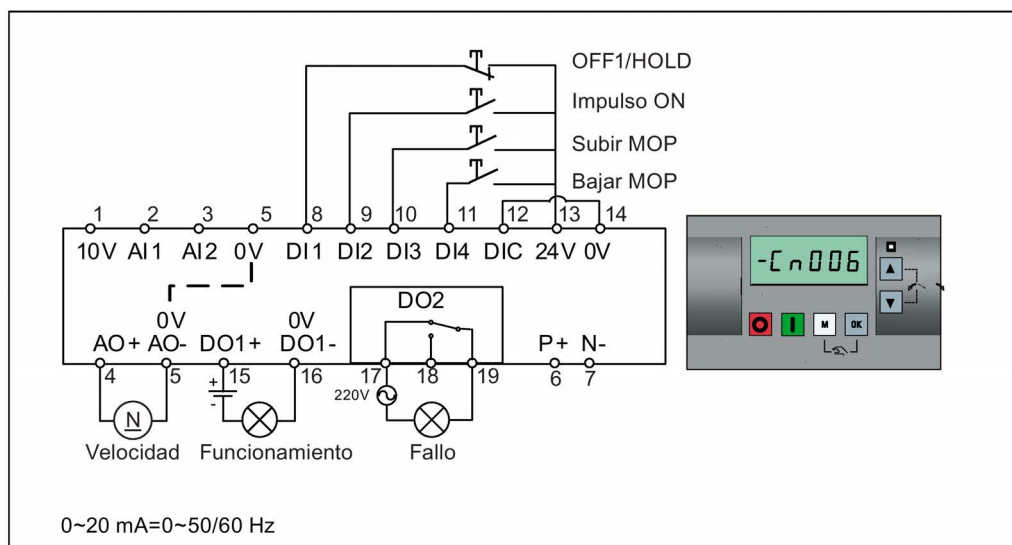 OFF1/HOLD
Impulso ON
Subir MOP
Bajar MOP
1 2 3 5 8 9 10 11 12 13 14
10V AI1 AI2 0V DI1 DI2 DI3 DI4 DIC 24V 0V
-Cn006
DO2
0V 0V
AO+ AO- DO1+ DO1- P+ N-
M OK
4 5 15 16 17 18 19 6 7
+
-
220V
N
Velocidad Funcionamiento Fallo
0~20 mA=0~50/60 Hz